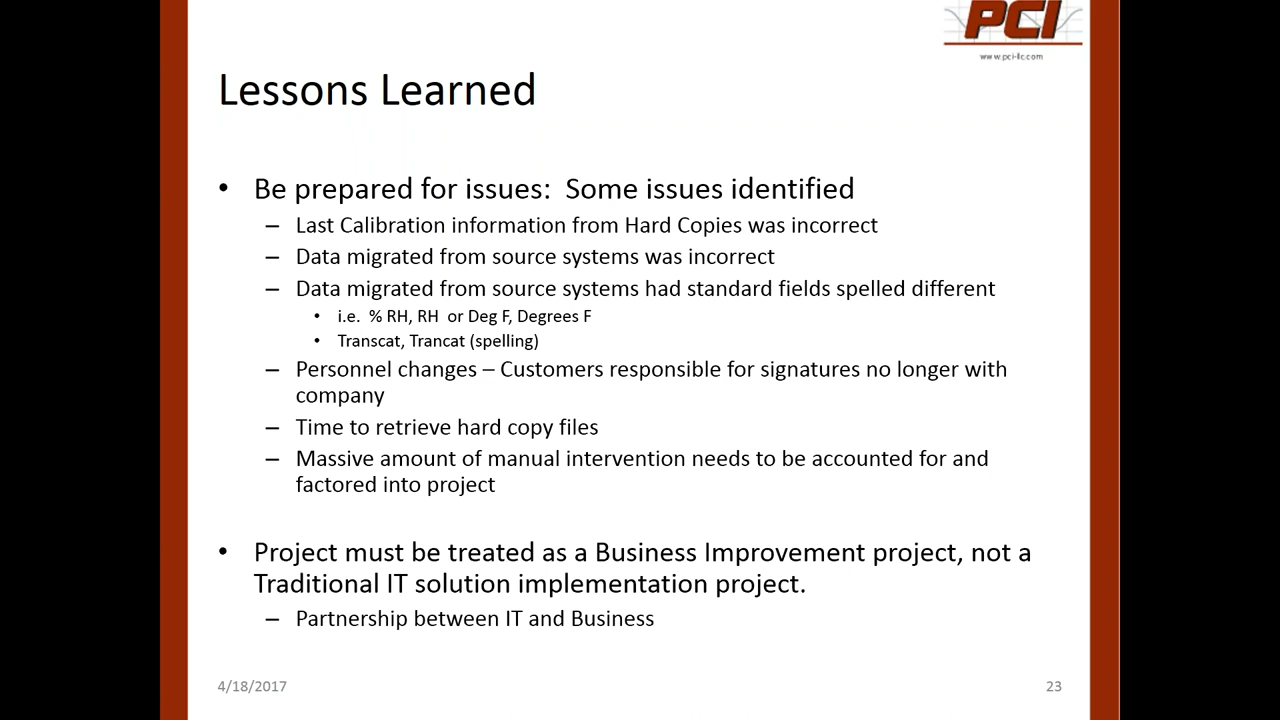 PCI
www.pci-llc.com
Lessons Learned
• Be prepared for issues:  Some issues identified
– Last Calibration information from Hard Copies was incorrect
– Data migrated from source systems was incorrect
– Data migrated from source systems had standard fields spelled different
• i.e.  % RH, RH  or Deg F, Degrees F
• Transcat, Trancat (spelling)
– Personnel changes – Customers responsible for signatures no longer with
company
– Time to retrieve hard copy files
– Massive amount of manual intervention needs to be accounted for and
factored into project
• Project must be treated as a Business Improvement project, not a
Traditional IT solution implementation project.
– Partnership between IT and Business
4/18/2017
23